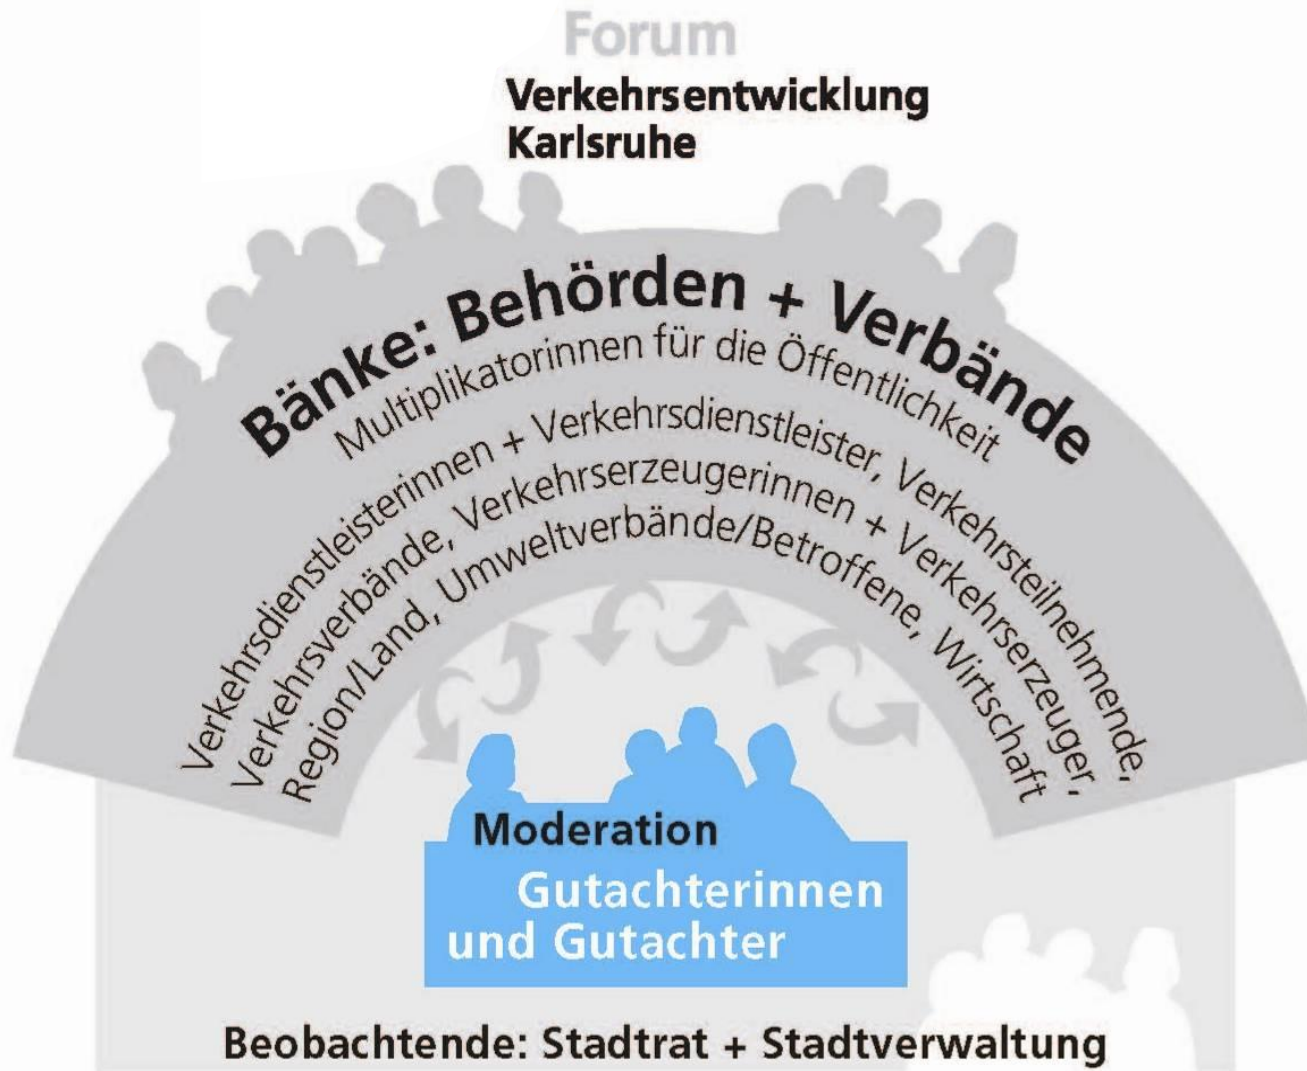 Forum
Verkehrsentwicklung
Karlsruhe
Bänke: Behörden + Verbände
Multiplikatorinnen für die Öffentlichkeit
Verkehrsdienstleisterinnen + Verkehrsdienstleister, Verkehrsteilnehmende,
Verkehrsverbände, Verkehrserzeugerinnen + Verkehrserzeuger,
Region/Land, Umweltverbände/Betroffene, Wirtschaft
Moderation
Gutachterinnen
und Gutachter
Beobachtende: Stadtrat + Stadtverwaltung